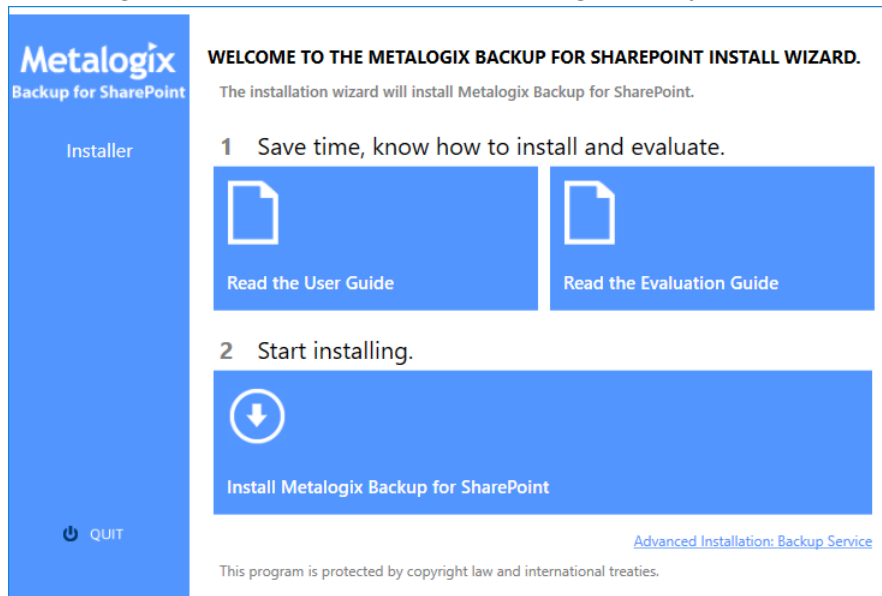 Metalogix
Backup for SharePoint
Installer
QUIT
WELCOME TO THE METALOGIX BACKUP FOR SHAREPOINT INSTALL WIZARD.
The installation wizard will install Metalogix Backup for SharePoint.
1 Save time, know how to install and evaluate.
Read the User Guide
Read the Evaluation Guide
2 Start installing.
Install Metalogix Backup for SharePoint
Advanced Installation: Backup Service
This program is protected by copyright law and international treaties.